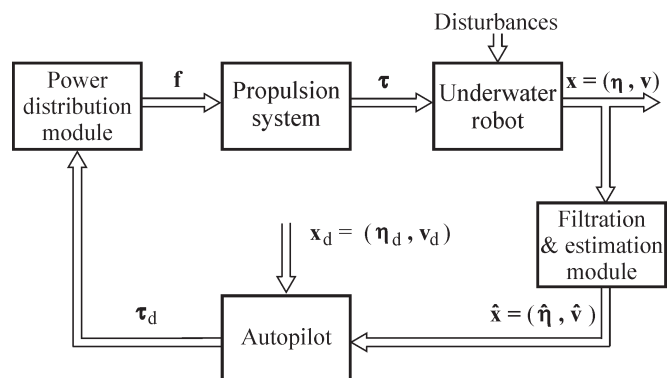 Disturbances
Power
distribution
module
f
Propulsion
system
τ
Underwater
robot
x = (η, v)
Filtration
& estimation
module
x_d = (η_d, v_d)
τ_d
Autopilot
x̂ = (η̂, v̂)